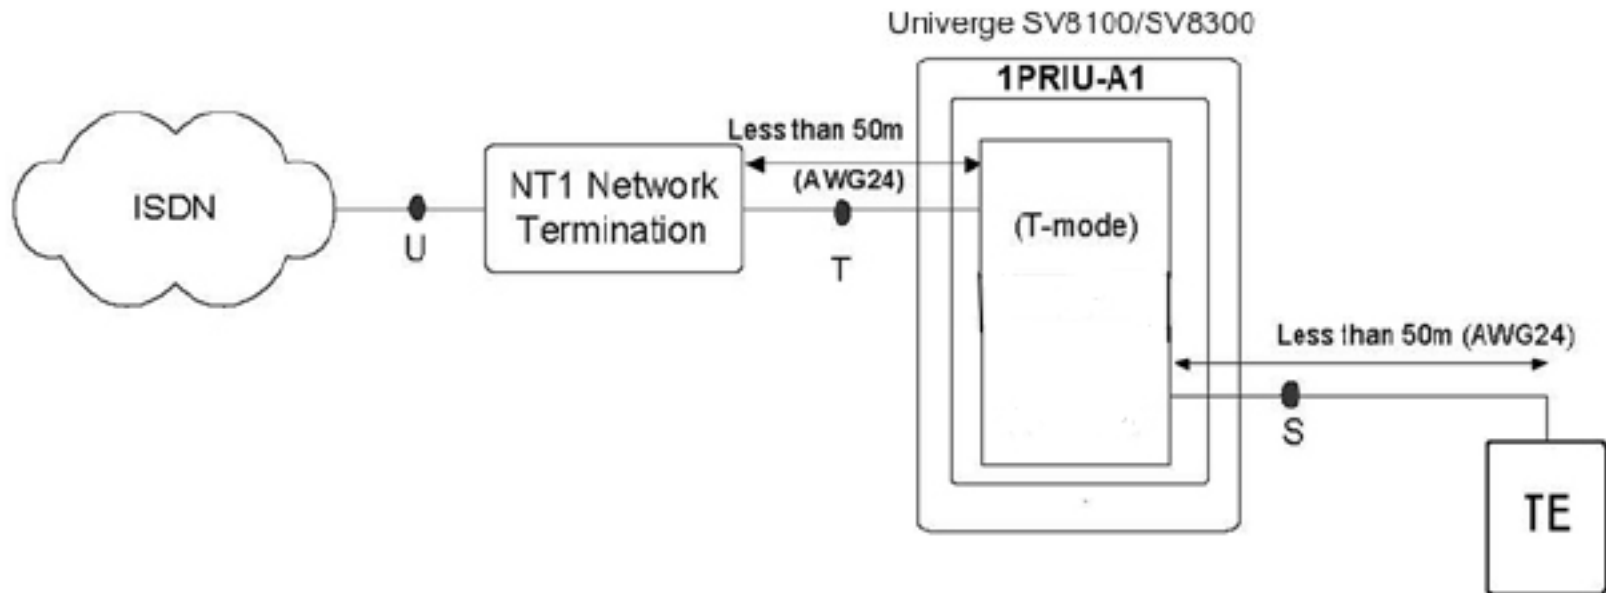 Univerge SV8100/SV8300
1PRIU-A1
Less than 50m
(AWG24)
ISDN
NT1 Network
Termination
(T-mode)
U
T
Less than 50m (AWG24)
S
TE